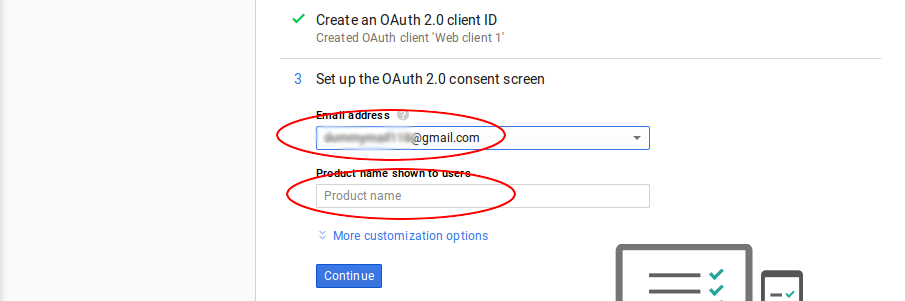 Create an OAuth 2.0 client ID
Created OAuth client 'Web client 1'
3 Set up the OAuth 2.0 consent screen
Email address ?
@gmail.com
Product name shown to users
Product name
More customization options
Continue